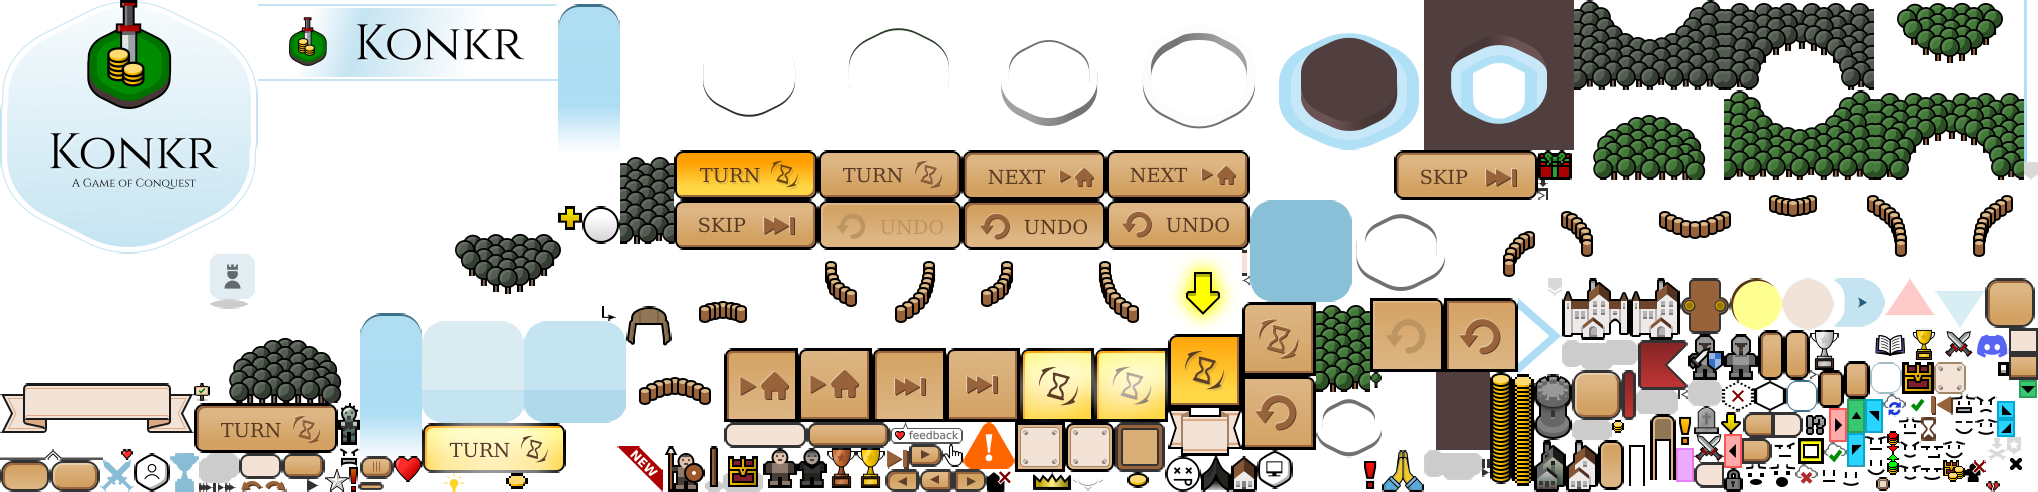 KONKR
A GAME OF CONQUEST
KONKR
TURN
TURN
NEXT
NEXT
SKIP
SKIP
UNDO
UNDO
UNDO
TURN
TURN
feedback
NEW